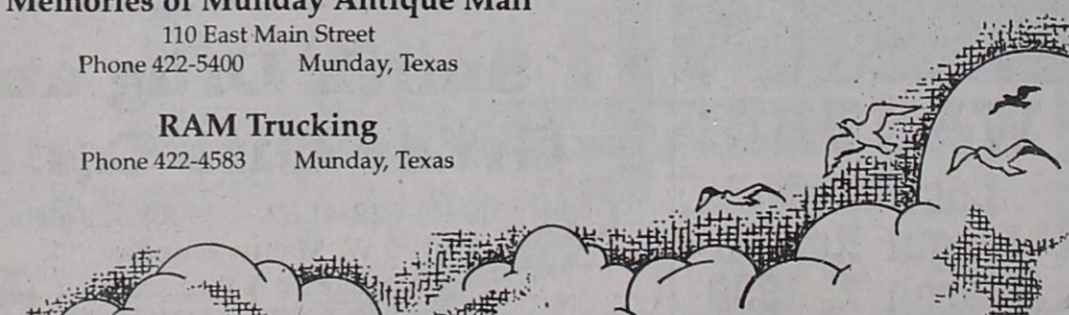 Memories of Munday Antique Mall
110 East Main Street
Phone 422-5400 Munday, Texas
RAM Trucking
Phone 422-4583 Munday, Texas